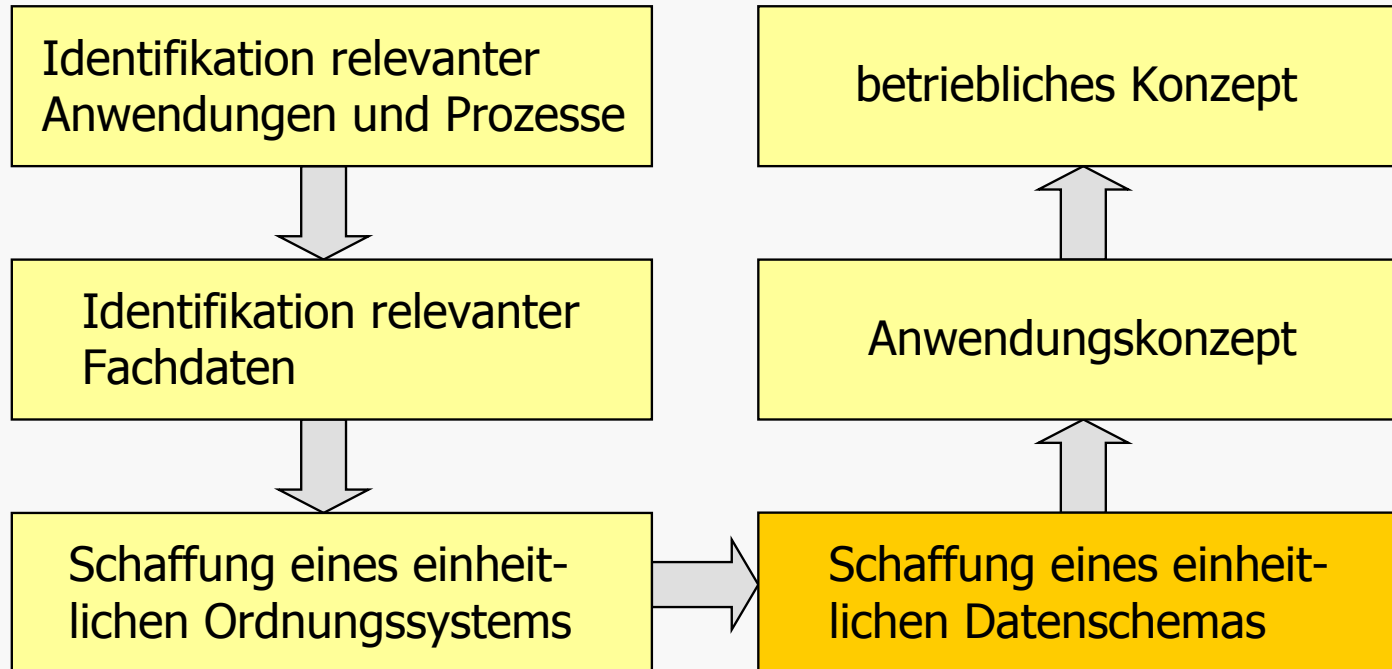 Identifikation relevanter
Anwendungen und Prozesse
Identifikation relevanter
Fachdaten
Schaffung eines einheit-
lichen Ordnungssystems
Schaffung eines einheit-
lichen Datenschemas
Anwendungskonzept
betriebliches Konzept